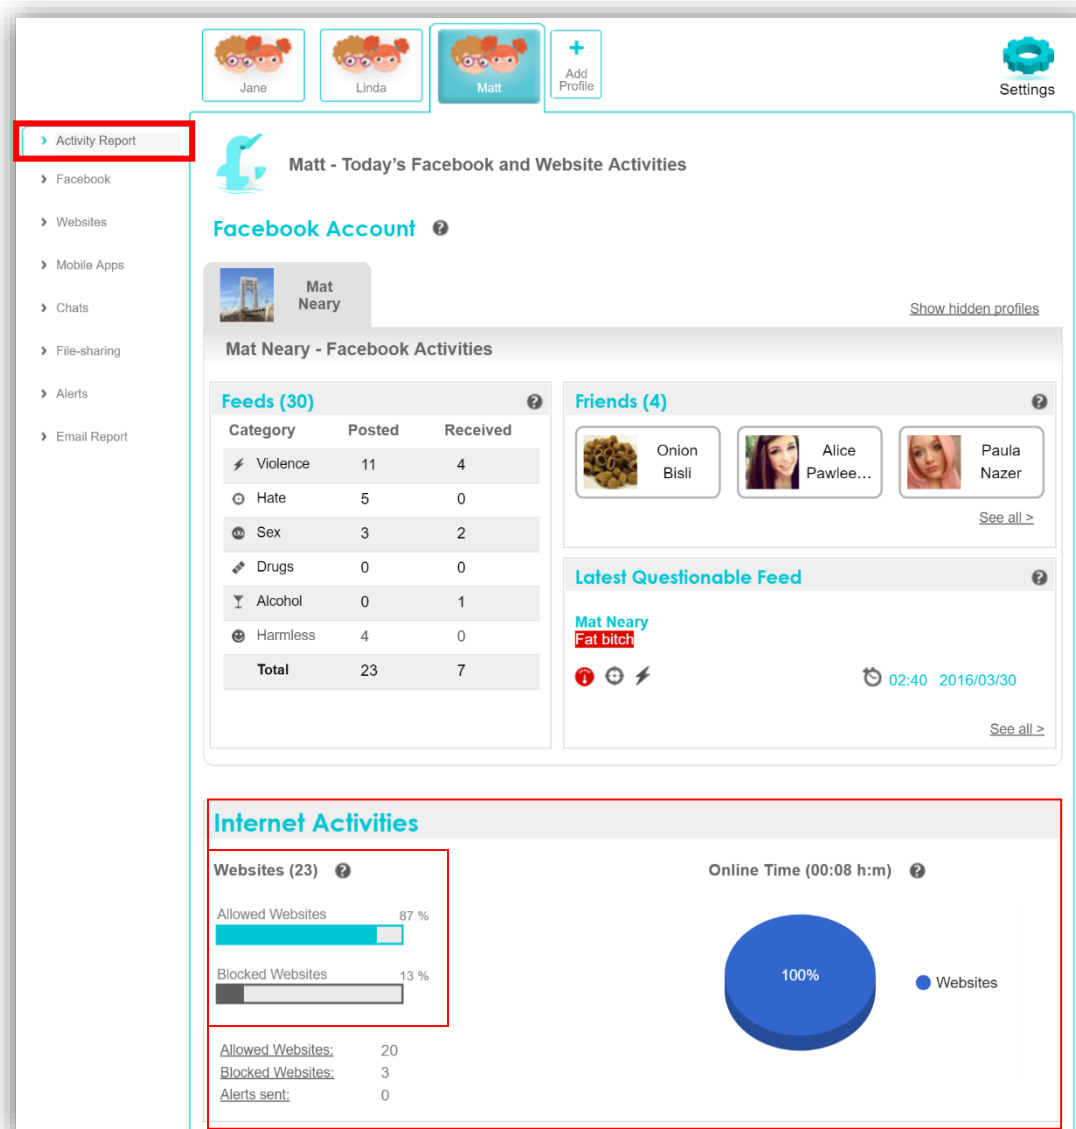 Jane
Linda
Matt
+
Add
Profile
Settings
Activity Report
Facebook
Websites
Mobile Apps
Chats
File-sharing
Alerts
Email Report
Matt - Today's Facebook and Website Activities
Facebook Account ?
Mat
Neary
Show hidden profiles
Mat Neary - Facebook Activities
Feeds (30) ?
Category Posted Received
Violence 11 4
Hate 5 0
Sex 3 2
Drugs 0 0
Alcohol 0 1
Harmless 4 0
Total 23 7
Friends (4) ?
Onion
Bisli
Alice
Pawlee...
Paula
Nazer
See all >
Latest Questionable Feed ?
Mat Neary
Fat bitch
02:40 2016/03/30
See all >
Internet Activities
Websites (23) ?
Allowed Websites 87 %
Blocked Websites 13 %
Allowed Websites: 20
Blocked Websites: 3
Alerts sent: 0
Online Time (00:08 h:m) ?
100%
Websites